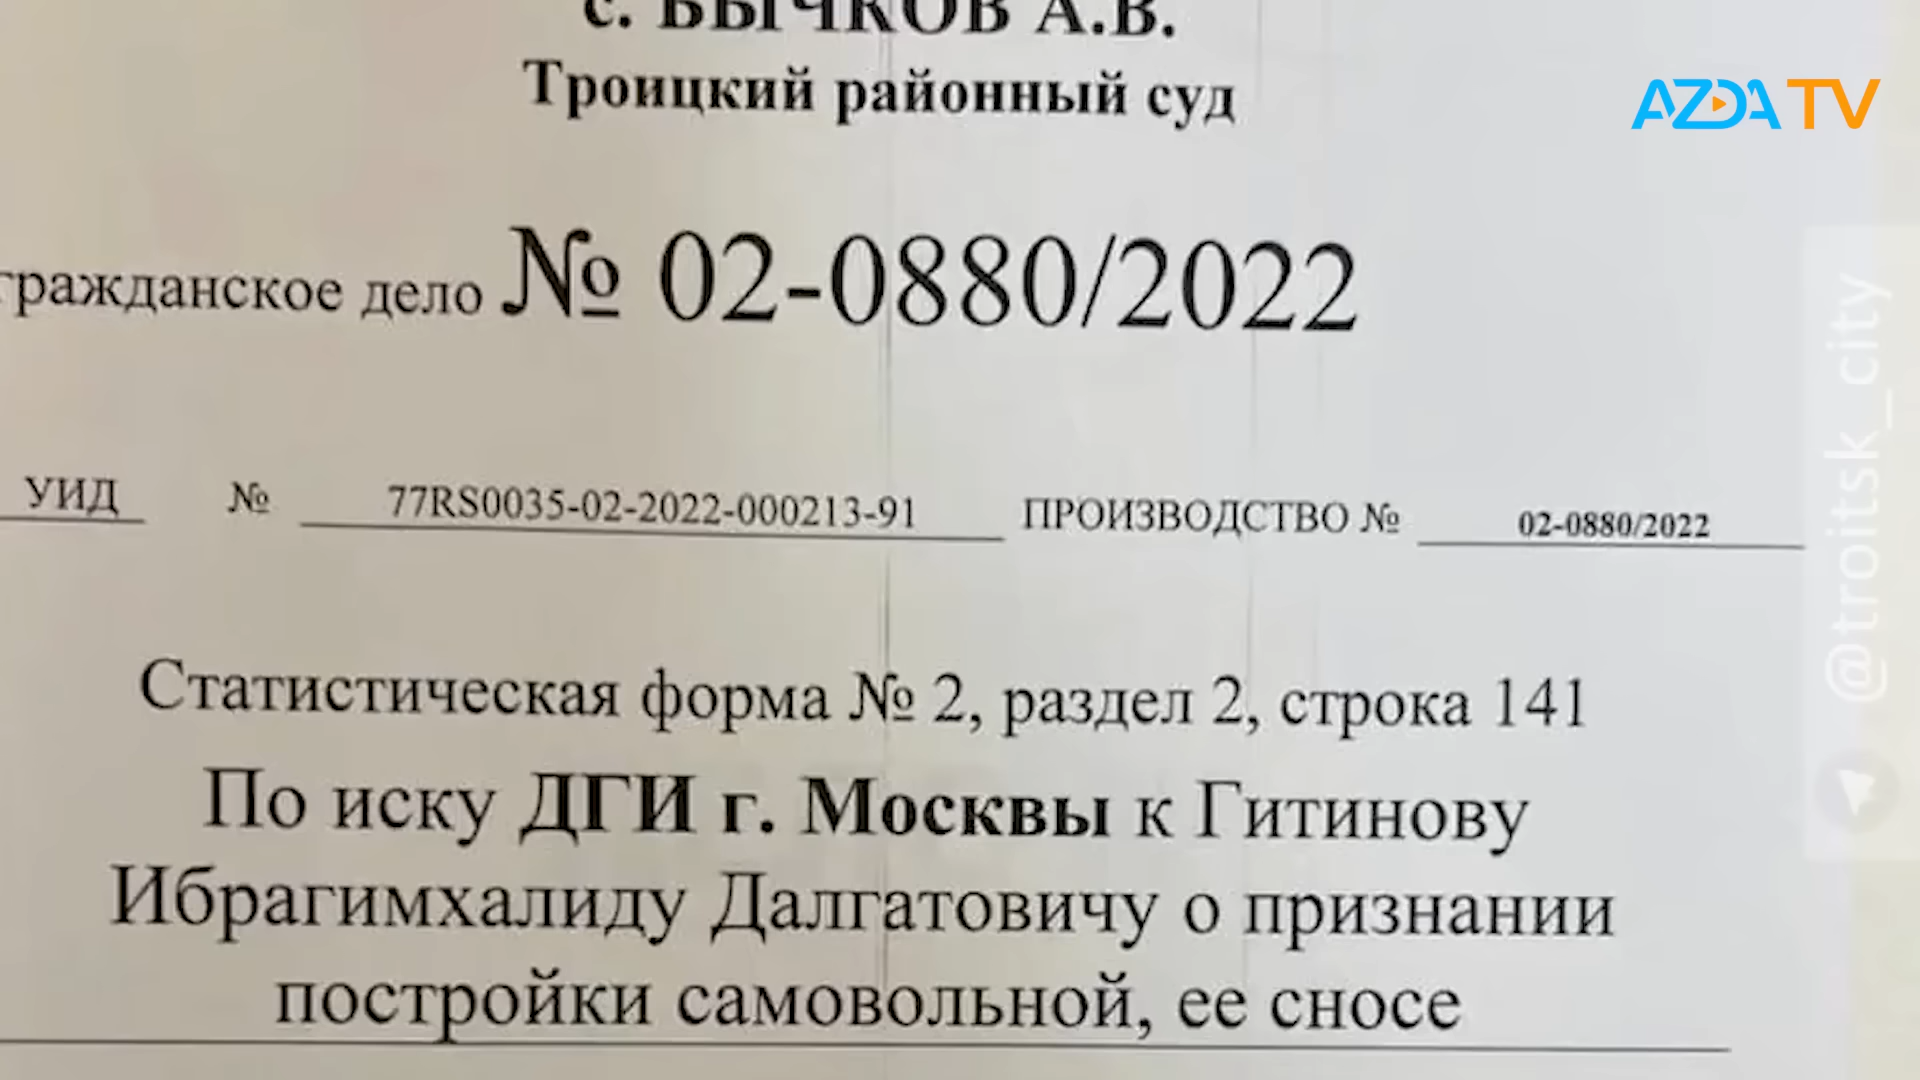 с. БЫЧКОВ А.В.
Троицкий районный суд
AZDA TV
гражданское дело № 02-0880/2022
УИД № 77RS0035-02-2022-000213-91 ПРОИЗВОДСТВО № 02-0880/2022
Статистическая форма № 2, раздел 2, строка 141
По иску ДГИ г. Москвы к Гитинову
Ибрагимхалиду Далгатовичу о признании
постройки самовольной, ее сносе
@troitsk_city